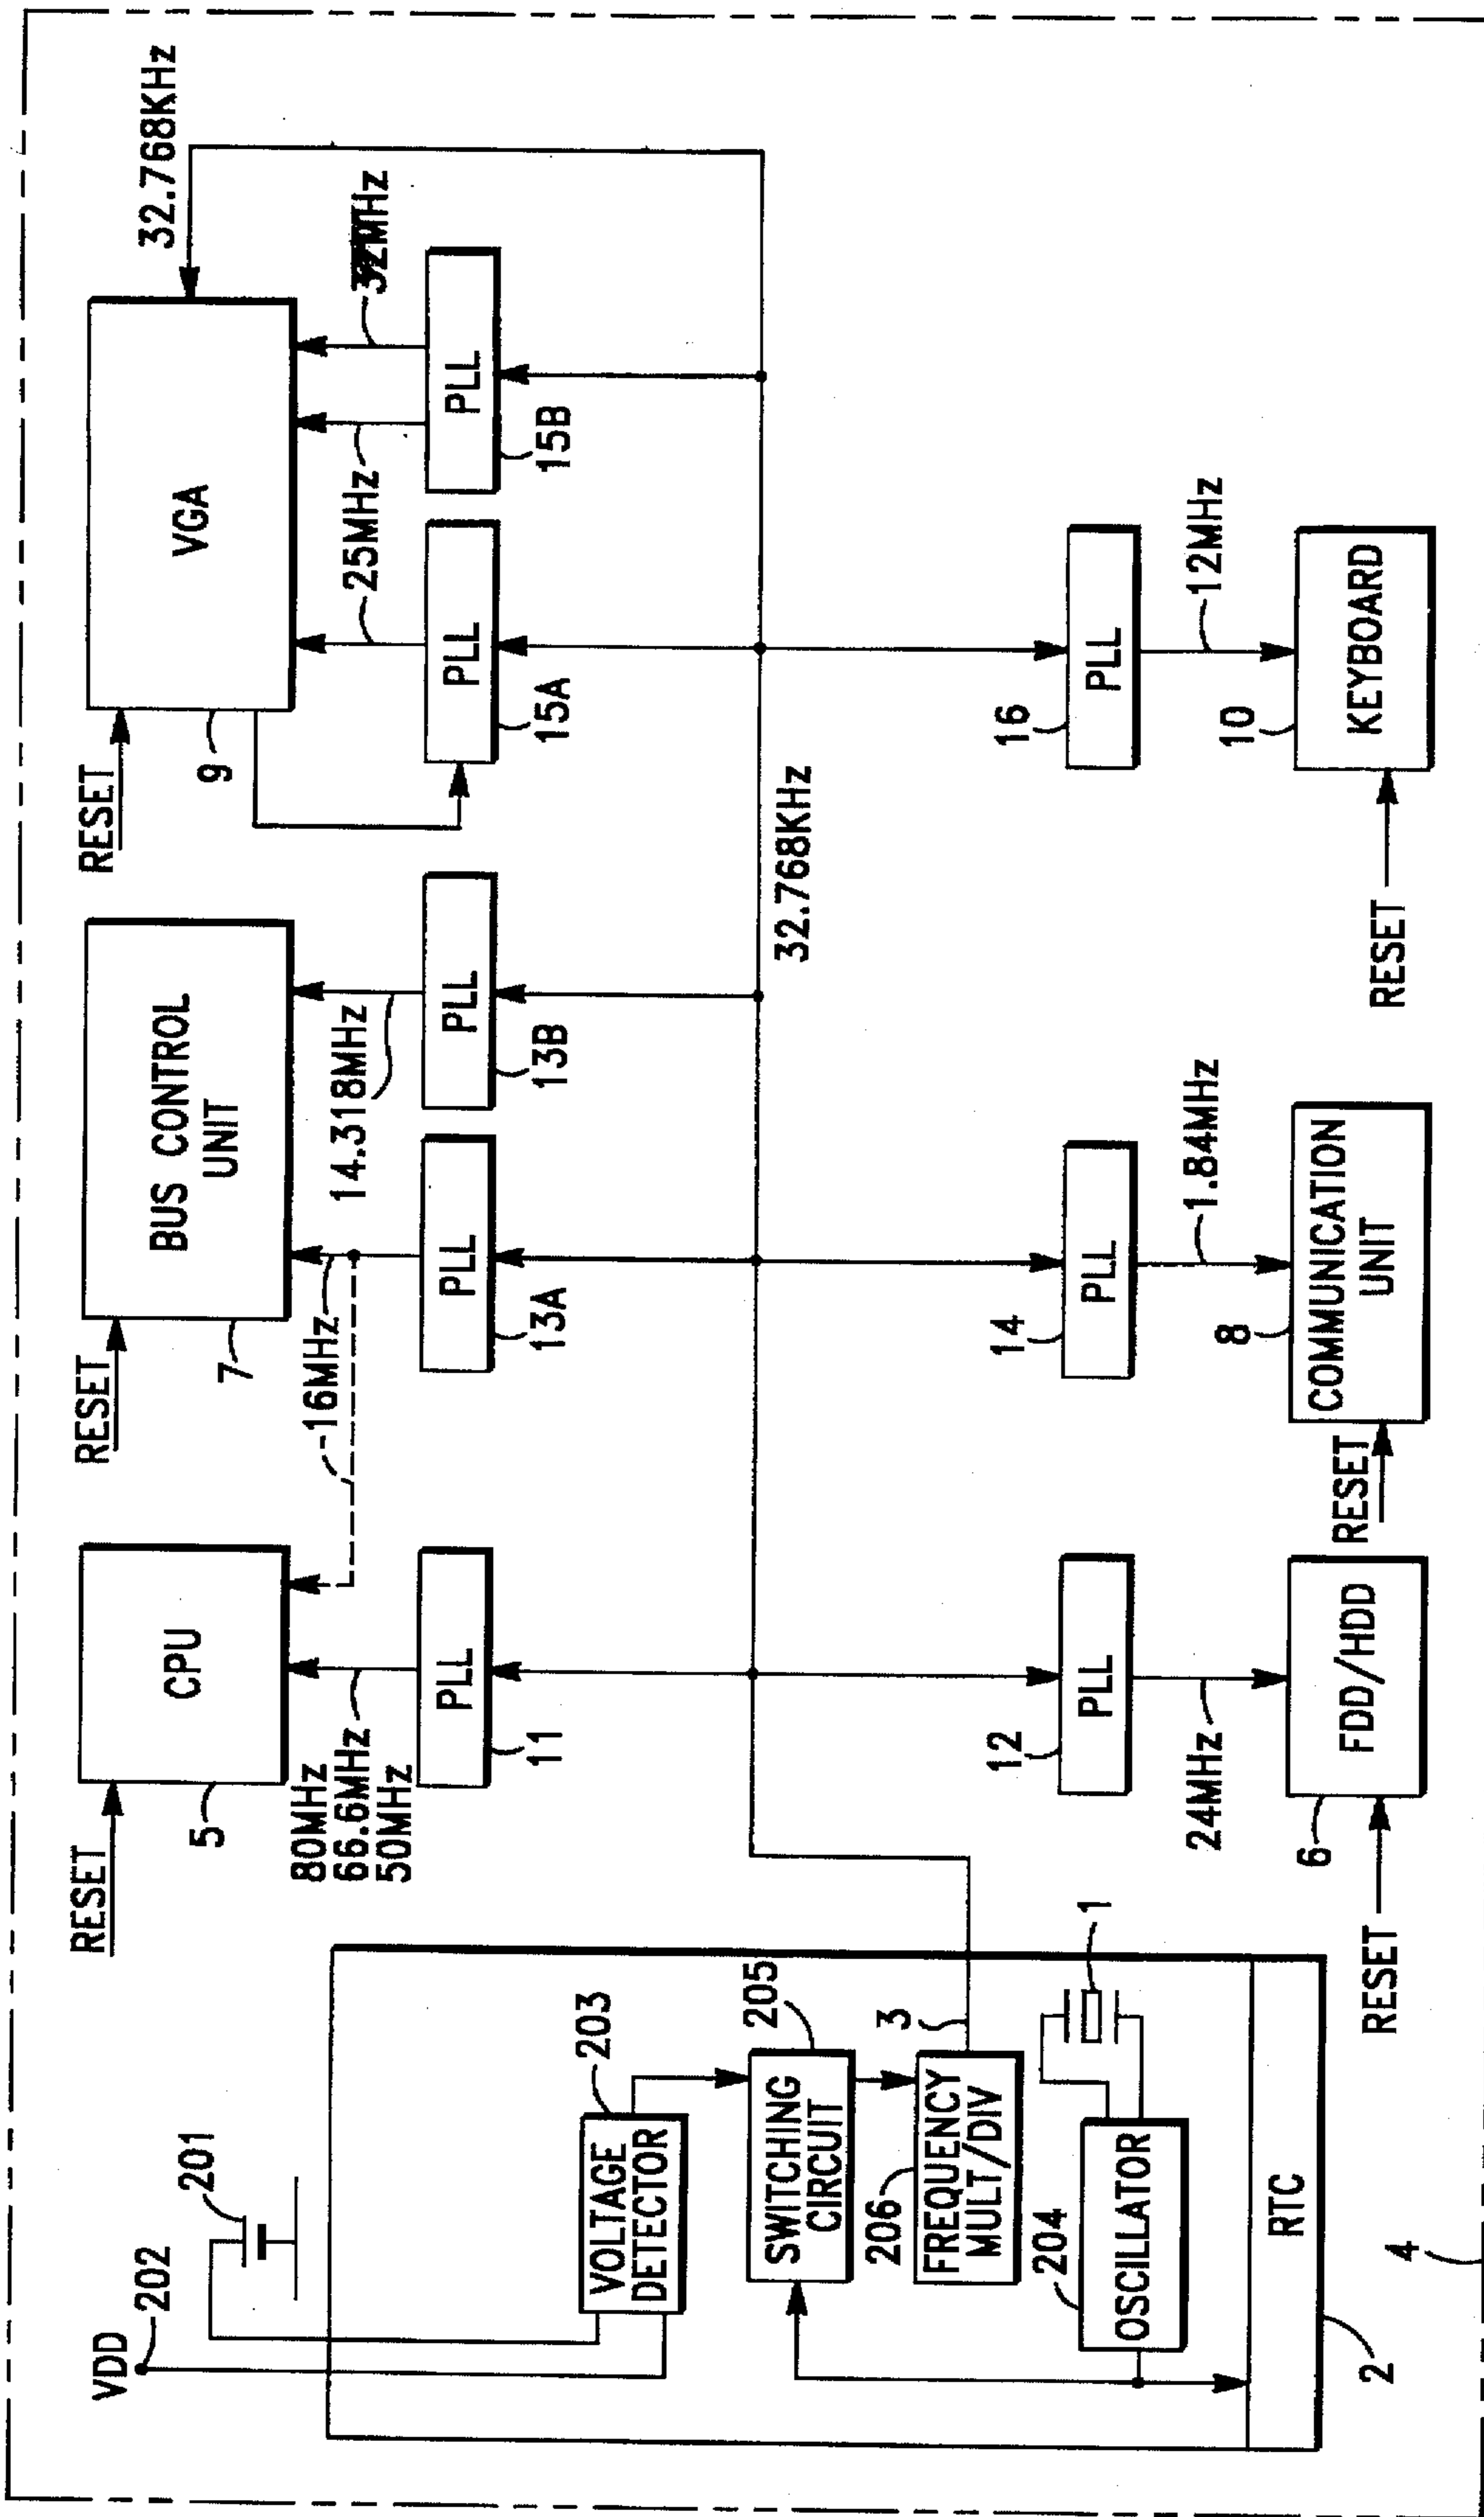 VDD
202
201
VOLTAGE
DETECTOR
203
SWITCHING
CIRCUIT
205
206
FREQUENCY
MULT/DIV
3
204
OSCILLATOR
1
RTC
2
4
RESET
CPU
5
80MHz
66.6MHz
50MHz
PLL
11
16MHz
RESET
BUS CONTROL
UNIT
7
14.318MHz
PLL
13A
PLL
13B
RESET
VGA
9
25MHz
32.768KHz
PLL
15A
PLL
15B
32.768KHz
PLL
12
24MHz
FDD/HDD
6
RESET
PLL
14
1.84MHz
COMMUNICATION
UNIT
8
RESET
PLL
16
12MHz
KEYBOARD
10
RESET